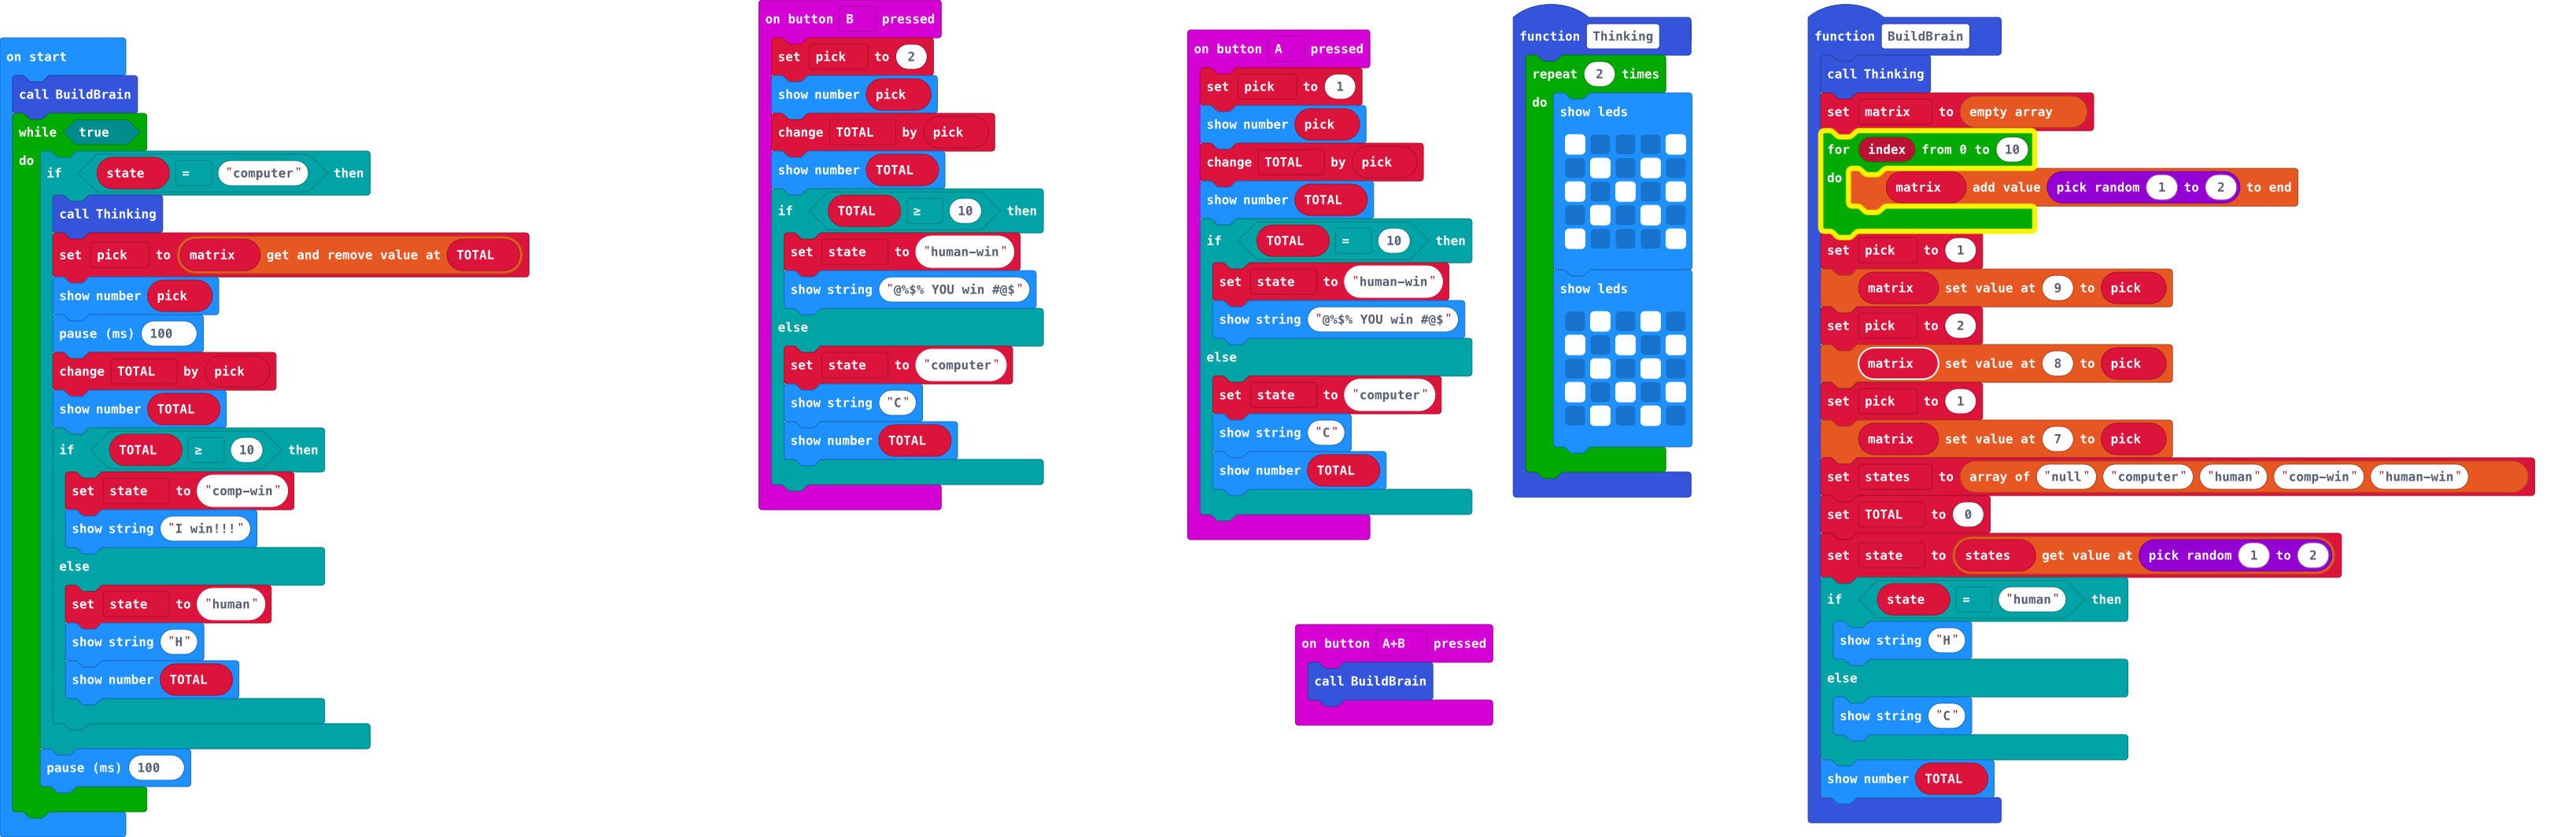 on start
call BuildBrain
while true
do
if state = "computer" then
call Thinking
set pick to matrix get and remove value at TOTAL
show number pick
pause (ms) 100
change TOTAL by pick
show number TOTAL
if TOTAL ≥ 10 then
set state to "comp-win"
show string "I win!!!"
else
set state to "human"
show string "H"
show number TOTAL
pause (ms) 100
on button B pressed
set pick to 2
show number pick
change TOTAL by pick
show number TOTAL
if TOTAL ≥ 10 then
set state to "human-win"
show string "@%$% YOU win #@$"
else
set state to "computer"
show string "C"
show number TOTAL
on button A pressed
set pick to 1
show number pick
change TOTAL by pick
show number TOTAL
if TOTAL = 10 then
set state to "human-win"
show string "@%$% YOU win #@$"
else
set state to "computer"
show string "C"
show number TOTAL
on button A+B pressed
call BuildBrain
function Thinking
repeat 2 times
do
show leds
show leds
function BuildBrain
call Thinking
set matrix to empty array
for index from 0 to 10
do
matrix add value pick random 1 to 2 to end
set pick to 1
matrix set value at 9 to pick
set pick to 2
matrix set value at 8 to pick
set pick to 1
matrix set value at 7 to pick
set states to array of "null" "computer" "human" "comp-win" "human-win"
set TOTAL to 0
set state to states get value at pick random 1 to 2
if state = "human" then
show string "H"
else
show string "C"
show number TOTAL